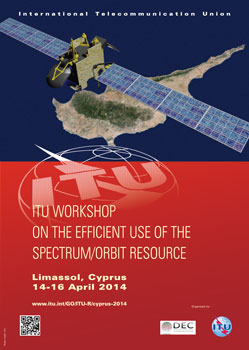 International Telecommunication Union
ITU
ITU WORKSHOP
ON THE EFFICIENT USE OF THE
SPECTRUM/ORBIT RESOURCE
Limassol, Cyprus
14-16 April 2014
www.itu.int/GO/ITU-R/cyprus-2014
Organized by:
DEC
ITU